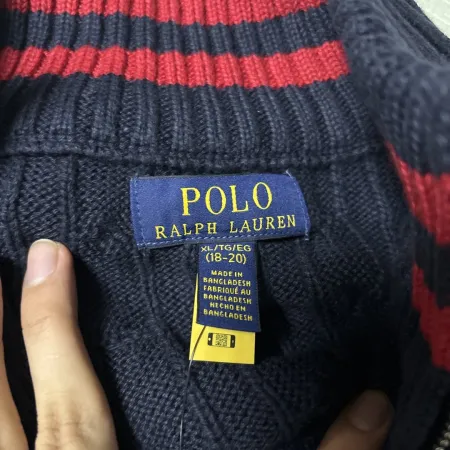 POLO
RALPH LAUREN
XL/TG/EG
(18-20)
MADE IN
BANGLADESH
FABRIQUÉ AU
BANGLADESH
HECHO EN
BANGLADESH